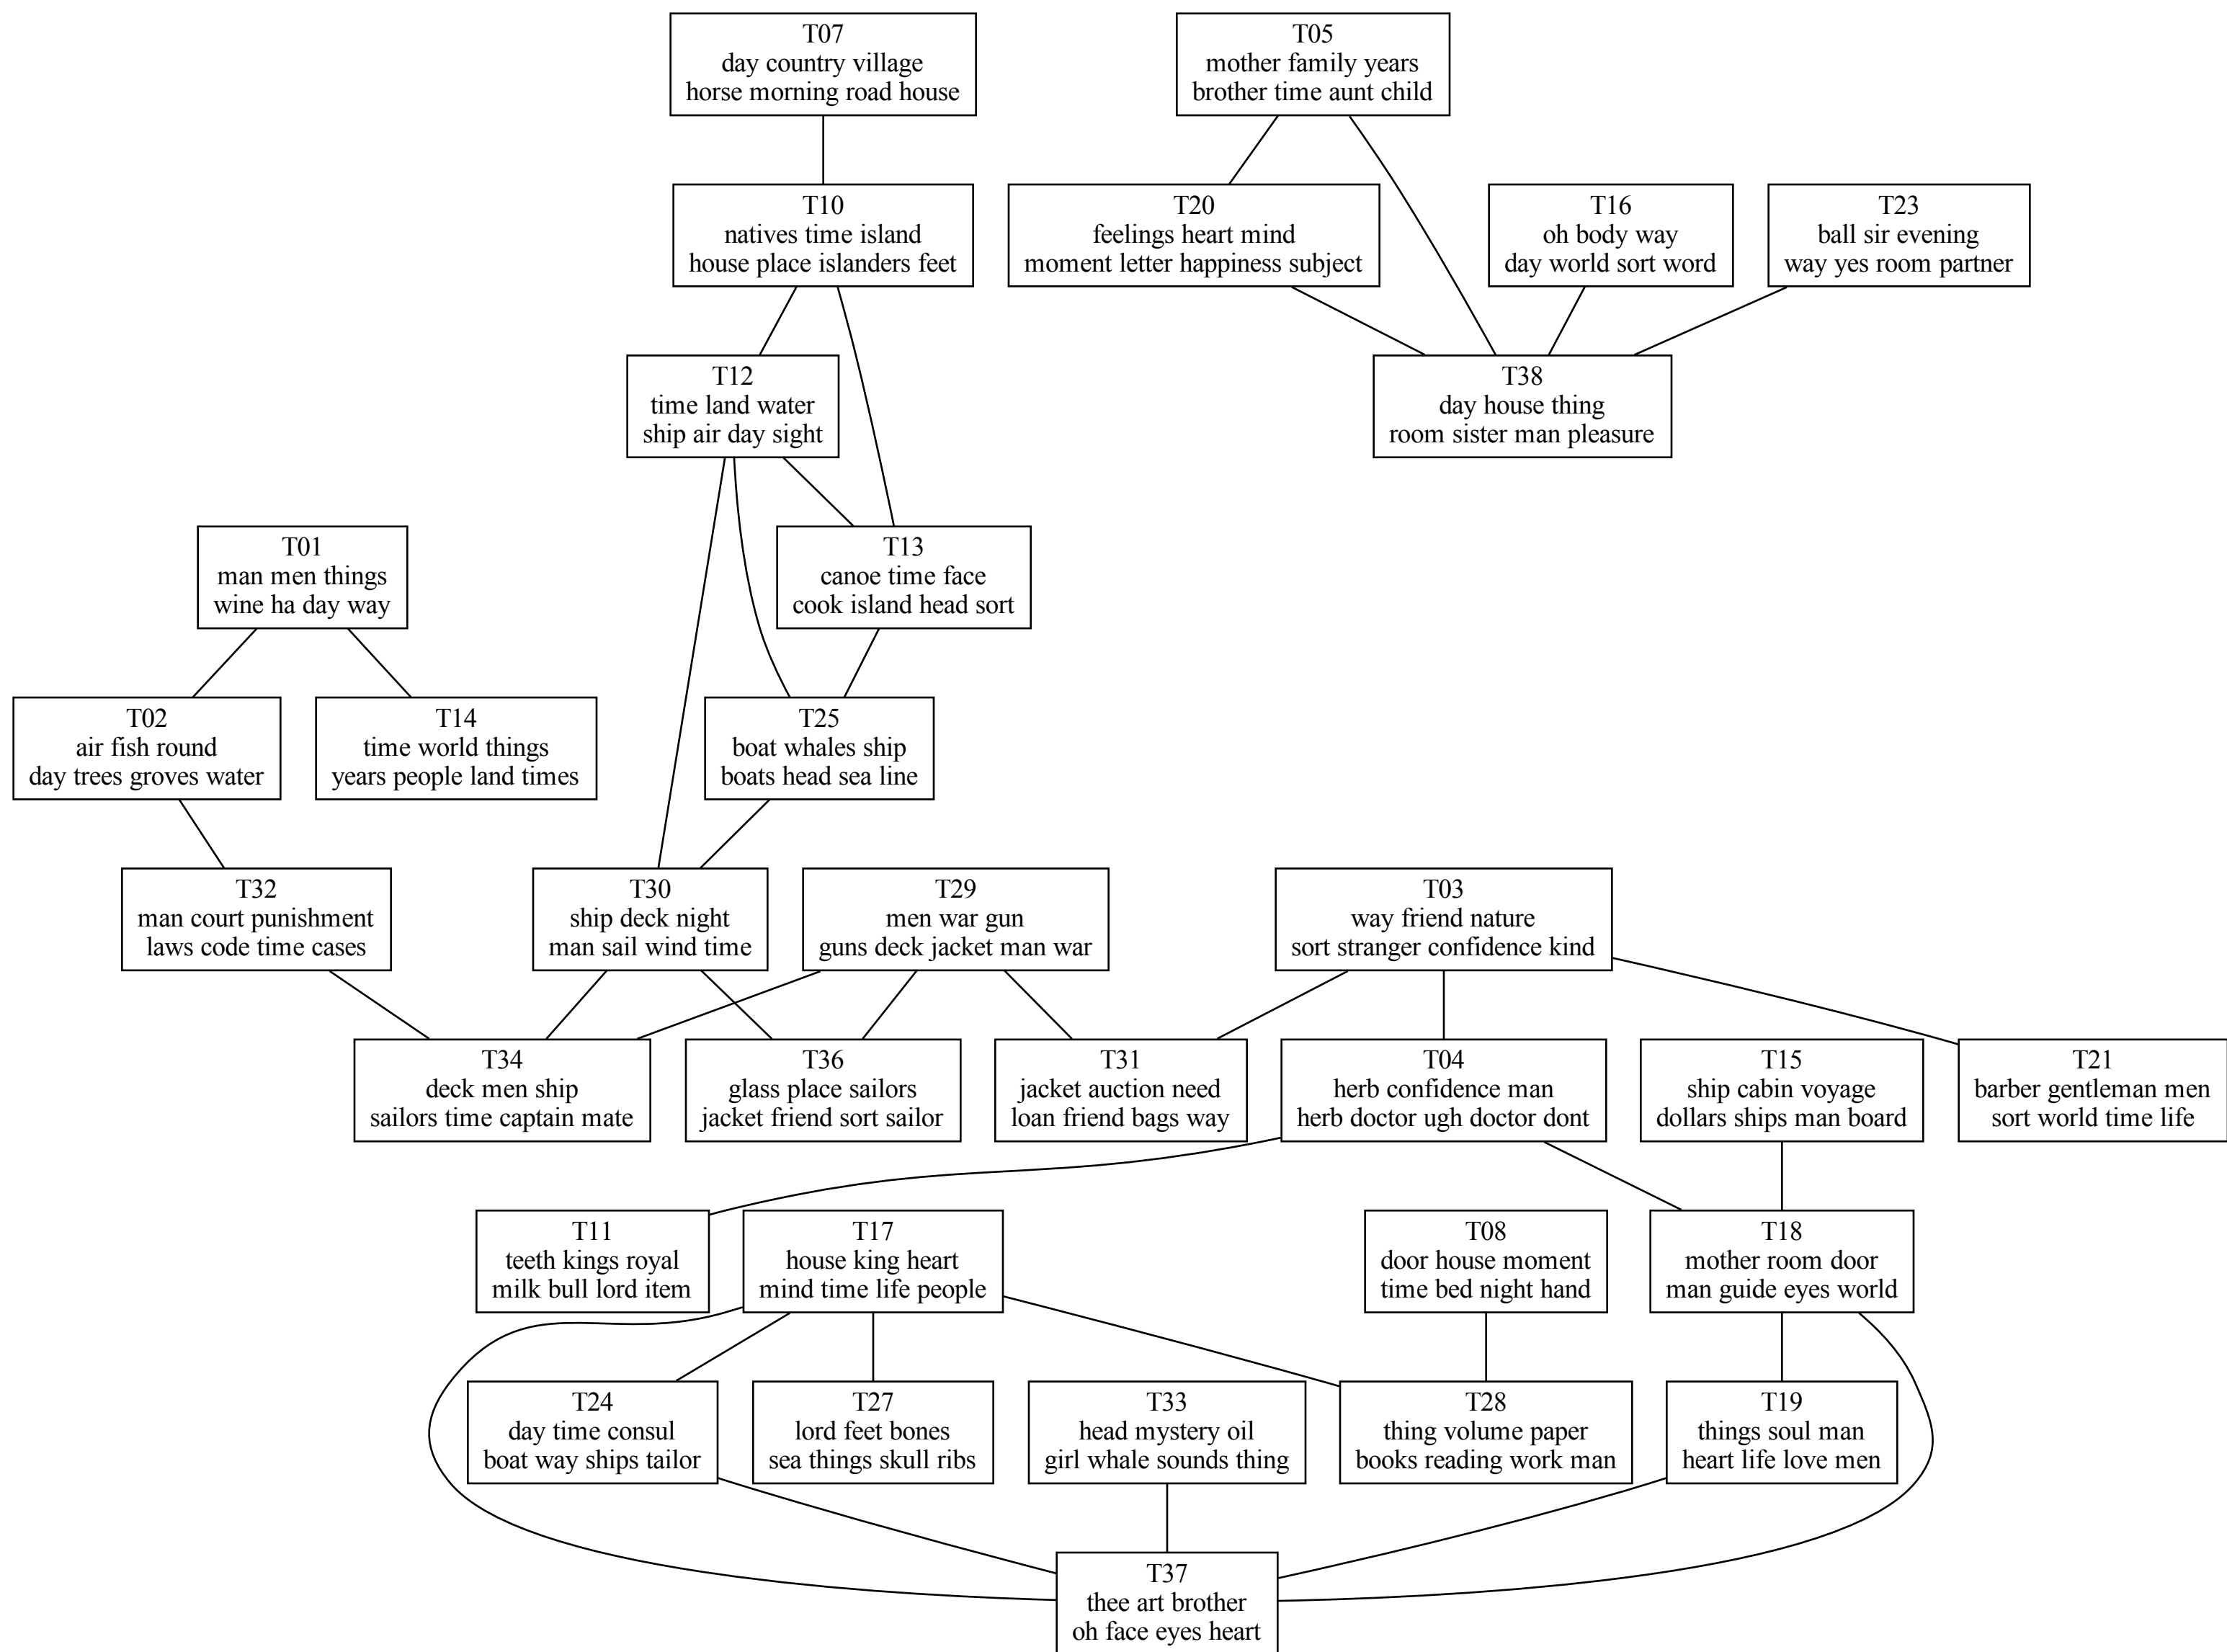 T07
day country village
horse morning road house
T05
mother family years
brother time aunt child
T10
natives time island
house place islanders feet
T20
feelings heart mind
moment letter happiness subject
T16
oh body way
day world sort word
T23
ball sir evening
way yes room partner
T12
time land water
ship air day sight
T38
day house thing
room sister man pleasure
T01
man men things
wine ha day way
T13
canoe time face
cook island head sort
T02
air fish round
day trees groves water
T14
time world things
years people land times
T25
boat whales ship
boats head sea line
T32
man court punishment
laws code time cases
T30
ship deck night
man sail wind time
T29
men war gun
guns deck jacket man war
T03
way friend nature
sort stranger confidence kind
T34
deck men ship
sailors time captain mate
T36
glass place sailors
jacket friend sort sailor
T31
jacket auction need
loan friend bags way
T04
herb confidence man
herb doctor ugh doctor dont
T15
ship cabin voyage
dollars ships man board
T21
barber gentleman men
sort world time life
T11
teeth kings royal
milk bull lord item
T17
house king heart
mind time life people
T08
door house moment
time bed night hand
T18
mother room door
man guide eyes world
T24
day time consul
boat way ships tailor
T27
lord feet bones
sea things skull ribs
T33
head mystery oil
girl whale sounds thing
T28
thing volume paper
books reading work man
T19
things soul man
heart life love men
T37
thee art brother
oh face eyes heart